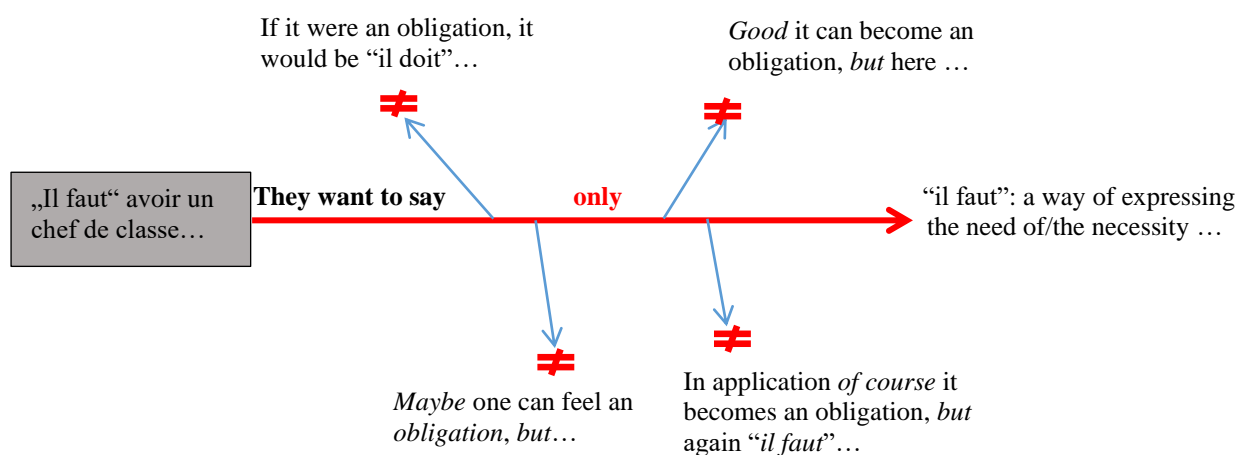 If it were an obligation, it
would be “il doit”…
Good it can become an
obligation, but here …
≠
≠
„Il faut“ avoir un
chef de classe…
They want to say only
“il faut”: a way of expressing
the need of/the necessity …
≠
≠
Maybe one can feel an
obligation, but…
In application of course it
becomes an obligation, but
again “il faut”…